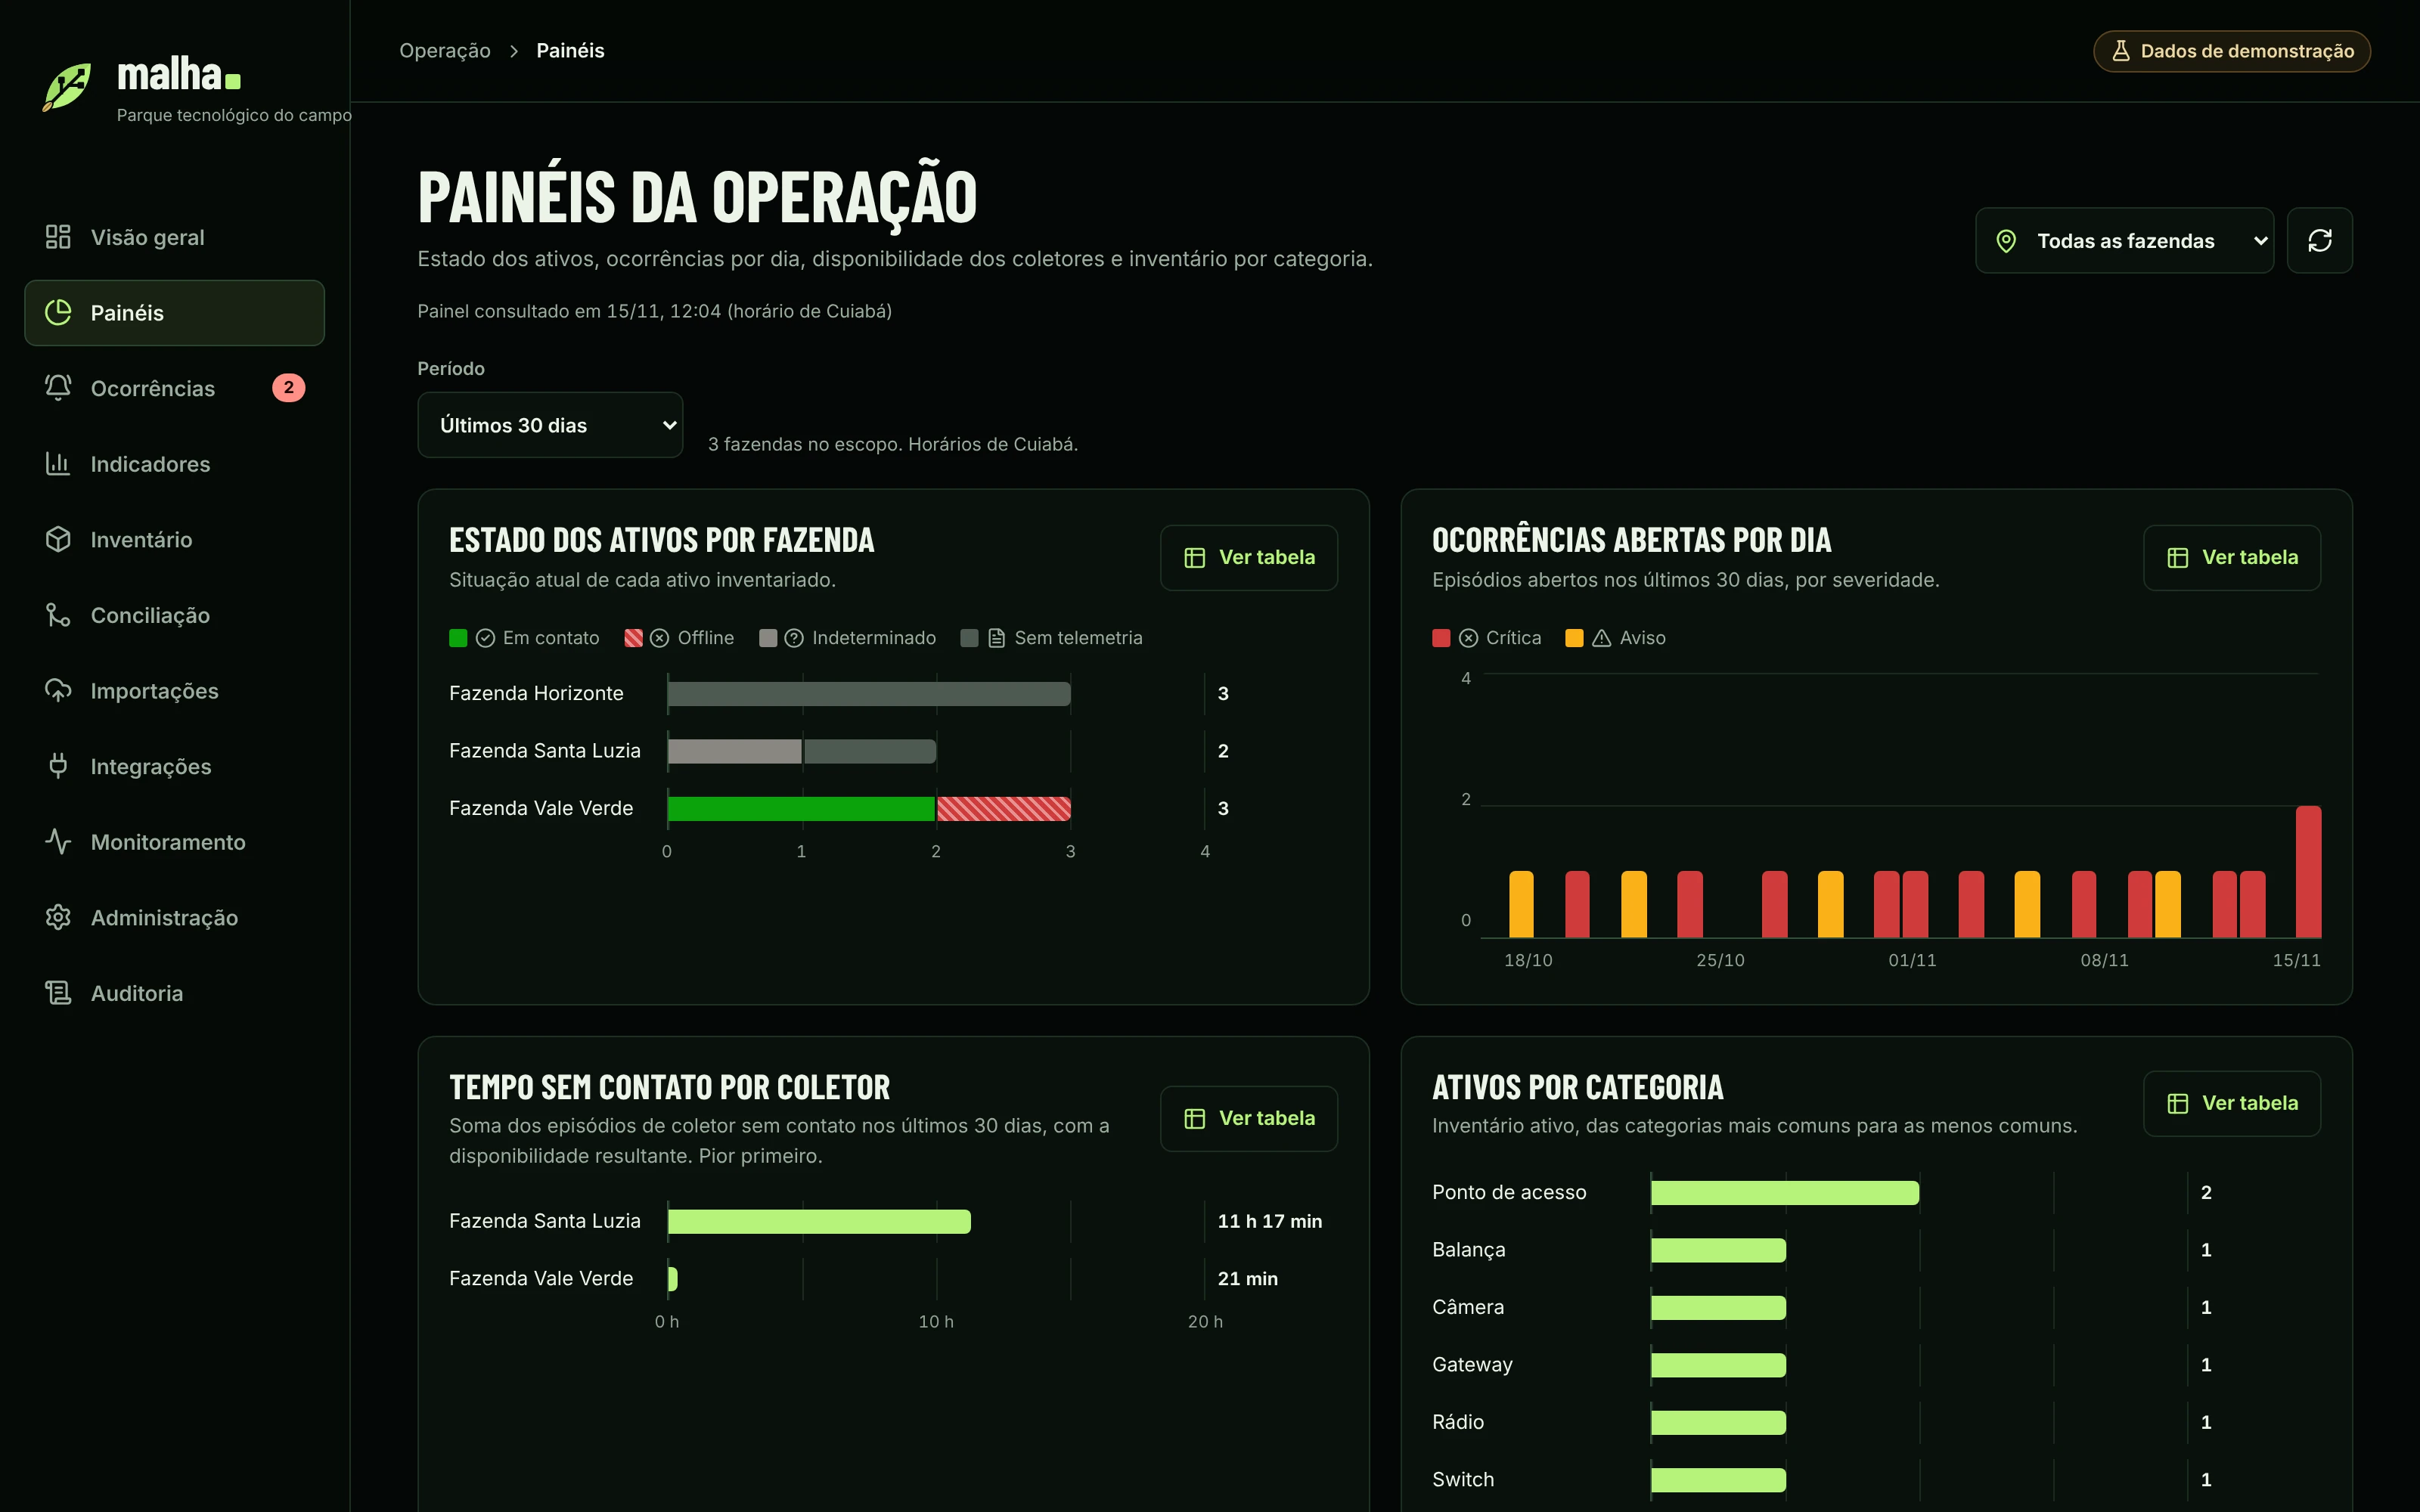 malha
Parque tecnológico do campo
Visão geral
Painéis
Ocorrências 2
Indicadores
Inventário
Conciliação
Importações
Integrações
Monitoramento
Administração
Auditoria
Operação > Painéis
Dados de demonstração
PAINÉIS DA OPERAÇÃO
Estado dos ativos, ocorrências por dia, disponibilidade dos coletores e inventário por categoria.
Painel consultado em 15/11, 12:04 (horário de Cuiabá)
Todas as fazendas
Período
Últimos 30 dias
3 fazendas no escopo. Horários de Cuiabá.
ESTADO DOS ATIVOS POR FAZENDA
Situação atual de cada ativo inventariado.
Ver tabela
Em contato Offline Indeterminado Sem telemetria
Fazenda Horizonte 3
Fazenda Santa Luzia 2
Fazenda Vale Verde 3
0 1 2 3 4
OCORRÊNCIAS ABERTAS POR DIA
Episódios abertos nos últimos 30 dias, por severidade.
Ver tabela
Crítica Aviso
4
2
0
18/10 25/10 01/11 08/11 15/11
TEMPO SEM CONTATO POR COLETOR
Soma dos episódios de coletor sem contato nos últimos 30 dias, com a
disponibilidade resultante. Pior primeiro.
Ver tabela
Fazenda Santa Luzia 11 h 17 min
Fazenda Vale Verde 21 min
0 h 10 h 20 h
ATIVOS POR CATEGORIA
Inventário ativo, das categorias mais comuns para as menos comuns.
Ver tabela
Ponto de acesso 2
Balança 1
Câmera 1
Gateway 1
Rádio 1
Switch 1